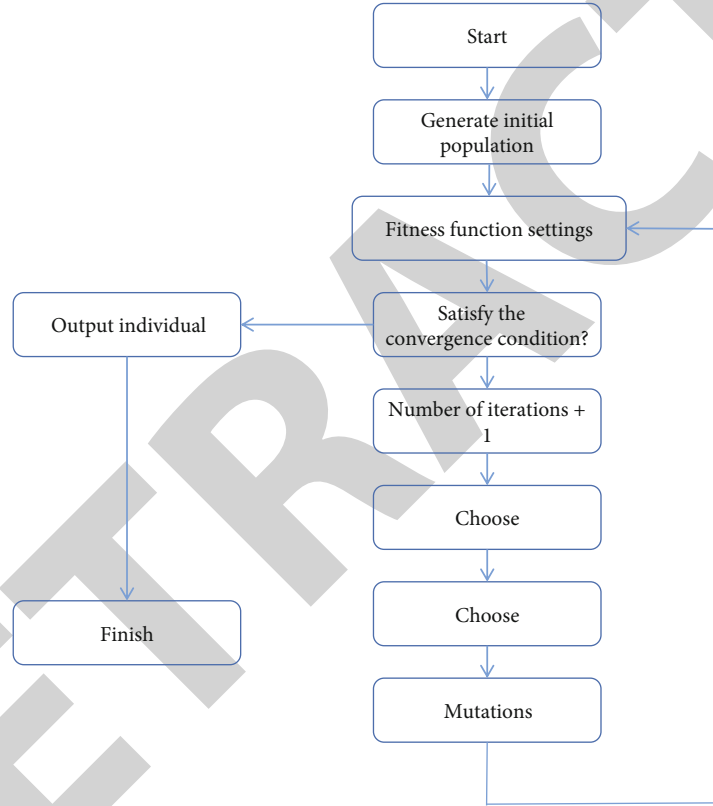 Start
Generate initial
population
Fitness function settings
Satisfy the
convergence condition?
Output individual
Number of iterations +
1
Choose
Choose
Finish
Mutations
ETRACT